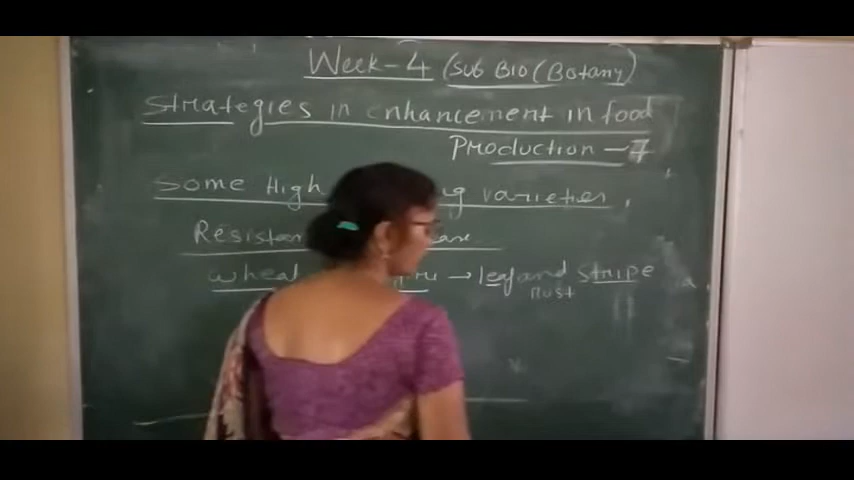 Week-4 (Sub Bio (Botany)
Strategies in enhancement in food
Production - 7
Some High varieties,
Resistan
wheat → leaf and stripe
Rust